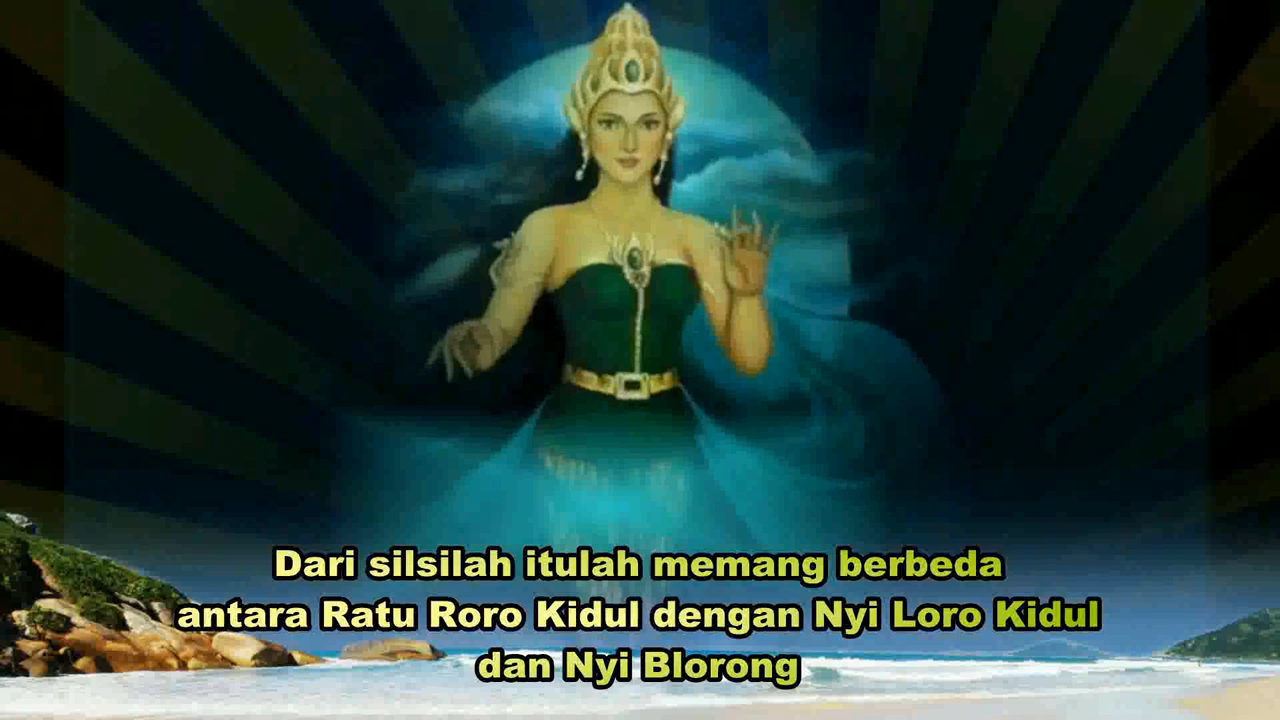 Dari silsilah itulah memang berbeda
antara Ratu Roro Kidul dengan Nyi Loro Kidul
dan Nyi Blorong